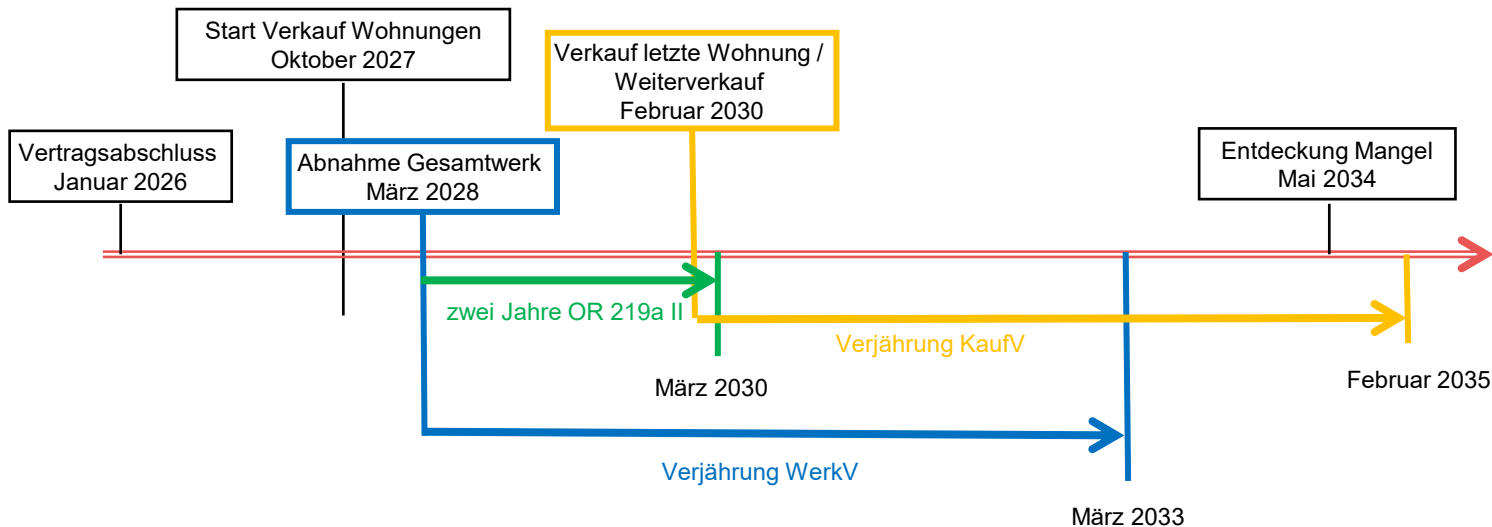 Start Verkauf Wohnungen
Oktober 2027
Verkauf letzte Wohnung /
Weiterverkauf
Februar 2030
Vertragsabschluss
Januar 2026
Abnahme Gesamtwerk
März 2028
Entdeckung Mangel
Mai 2034
zwei Jahre OR 219a II
Verjährung KaufV
März 2030
Februar 2035
Verjährung WerkV
März 2033